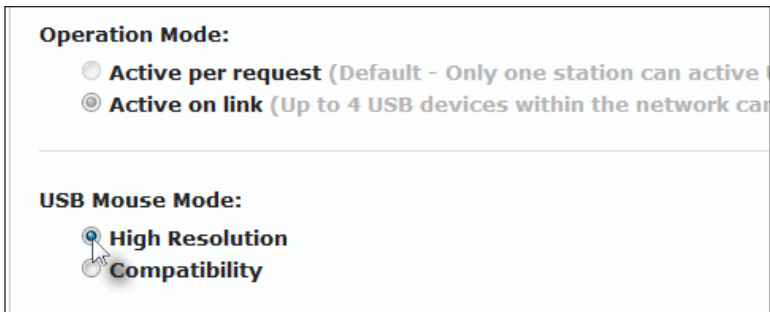 Operation Mode:
Active per request (Default - Only one station can active
Active on link (Up to 4 USB devices within the network
USB Mouse Mode:
High Resolution
Compatibility